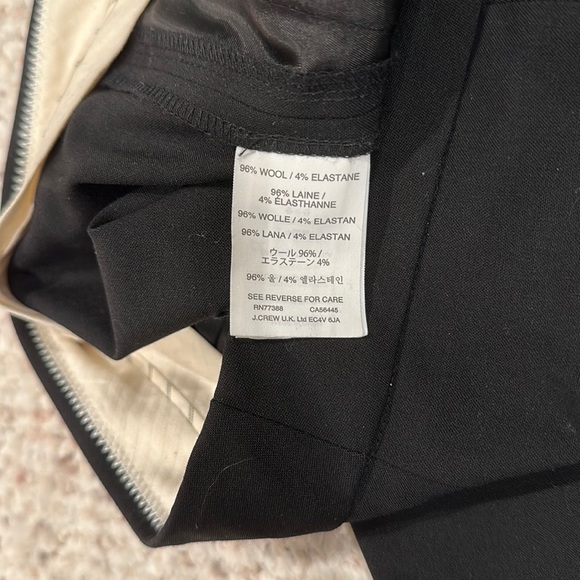 96% WOOL / 4% ELASTANE
96% LAINE /
4% ÉLASTHANNE
96% WOLLE / 4% ELASTAN
96% LANA / 4% ELASTAN
ウール 96% /
エラステーン 4%
96% 울 / 4% 엘라스테인
SEE REVERSE FOR CARE
RN77388 CA56445
J.CREW U.K. Ltd EC4V 6JA